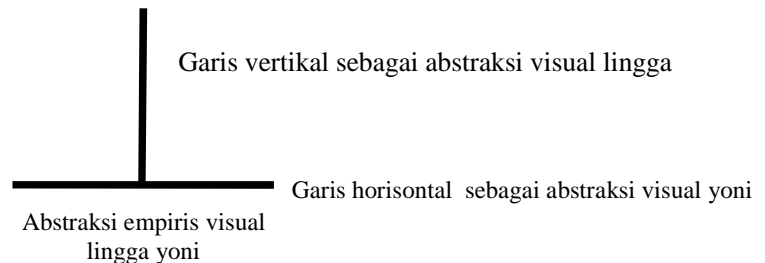 Garis vertikal sebagai abstraksi visual lingga
Garis horisontal sebagai abstraksi visual yoni
Abstraksi empiris visual
lingga yoni